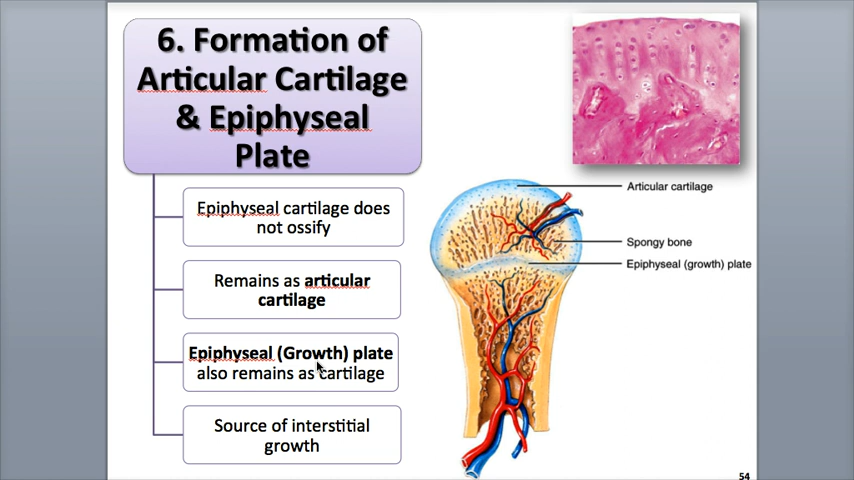 6. Formation of
Articular Cartilage
& Epiphyseal
Plate
Epiphyseal cartilage does
not ossify
Remains as articular
cartilage
Epiphyseal (Growth) plate
also remains as cartilage
Source of interstitial
growth
Articular cartilage
Spongy bone
Epiphyseal (growth) plate
54